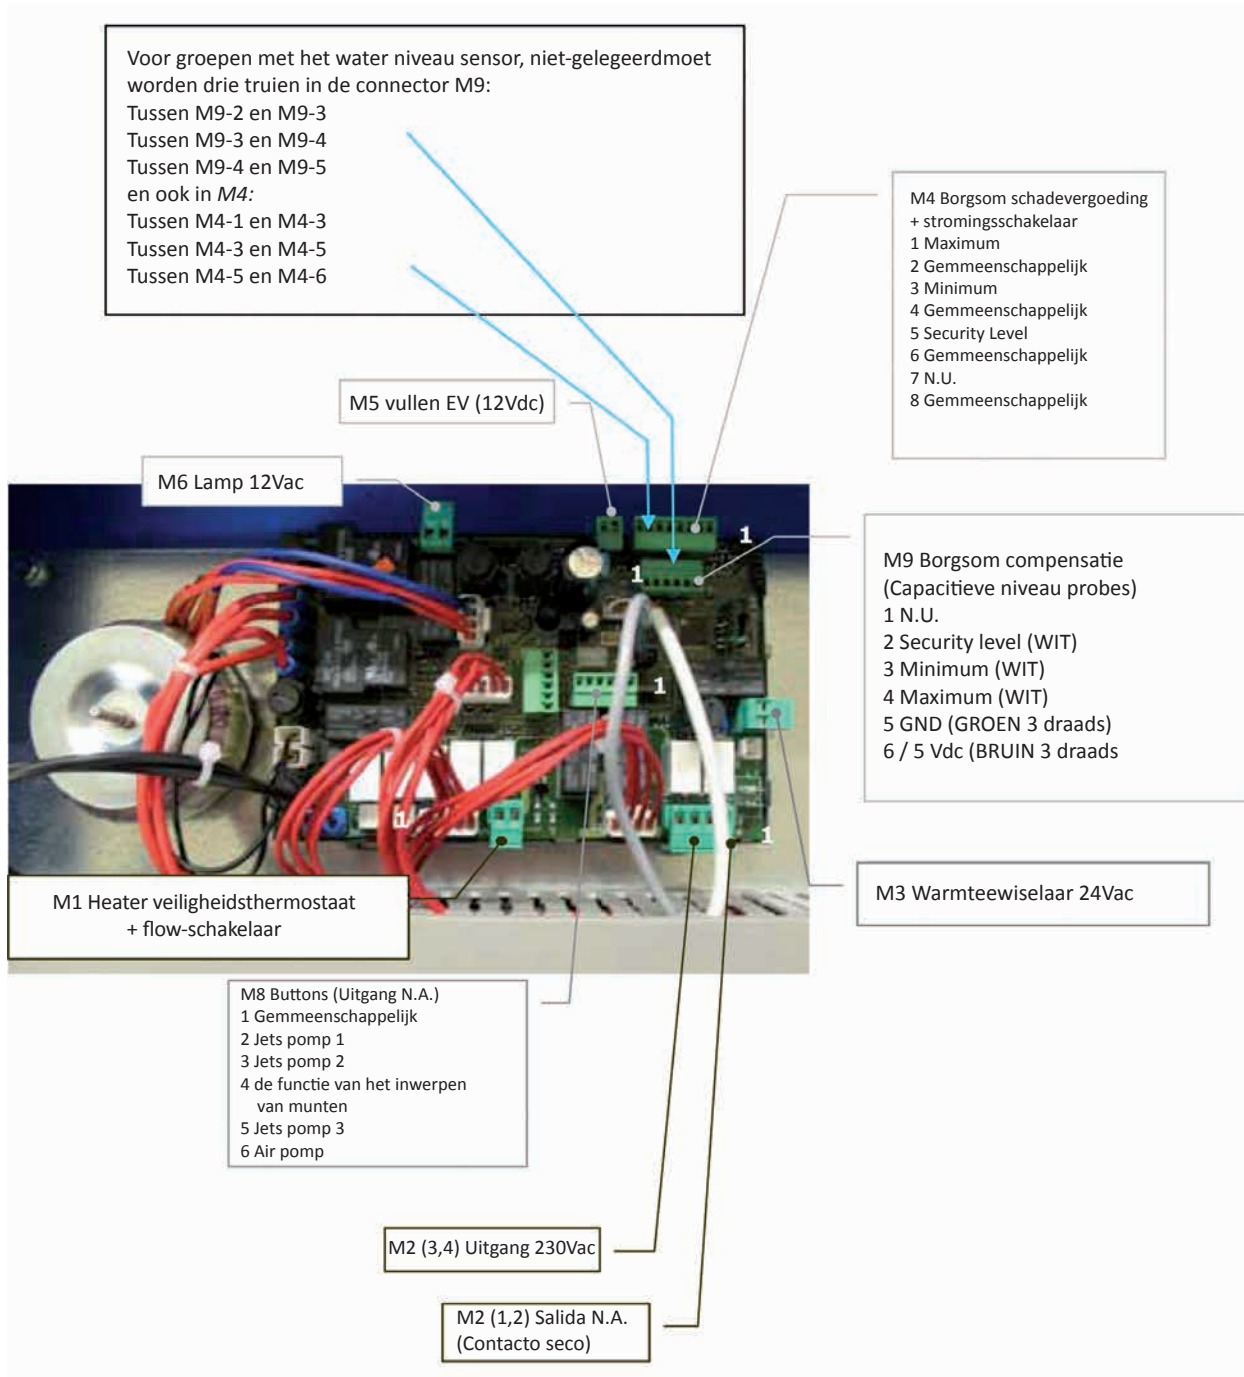 Voor groepen met het water niveau sensor, niet-gelegeerdmoet
worden drie truien in de connector M9:
Tussen M9-2 en M9-3
Tussen M9-3 en M9-4
Tussen M9-4 en M9-5
en ook in M4:
Tussen M4-1 en M4-3
Tussen M4-3 en M4-5
Tussen M4-5 en M4-6
M4 Borgsom schadevergoeding
+ stromingsschakelaar
1 Maximum
2 Gemmeenschappelijk
3 Minimum
4 Gemmeenschappelijk
5 Security Level
6 Gemmeenschappelijk
7 N.U.
8 Gemmeenschappelijk
M5 vullen EV (12Vdc)
M6 Lamp 12Vac
1
1
1
1
1
M9 Borgsom compensatie
(Capacitieve niveau probes)
1 N.U.
2 Security level (WIT)
3 Minimum (WIT)
4 Maximum (WIT)
5 GND (GROEN 3 draads)
6 / 5 Vdc (BRUIN 3 draads
M3 Warmteewiselaar 24Vac
M1 Heater veiligheidsthermostaat
+ flow-schakelaar
M8 Buttons (Uitgang N.A.)
1 Gemmeenschappelijk
2 Jets pomp 1
3 Jets pomp 2
4 de functie van het inwerpen
van munten
5 Jets pomp 3
6 Air pomp
M2 (3,4) Uitgang 230Vac
M2 (1,2) Salida N.A.
(Contacto seco)